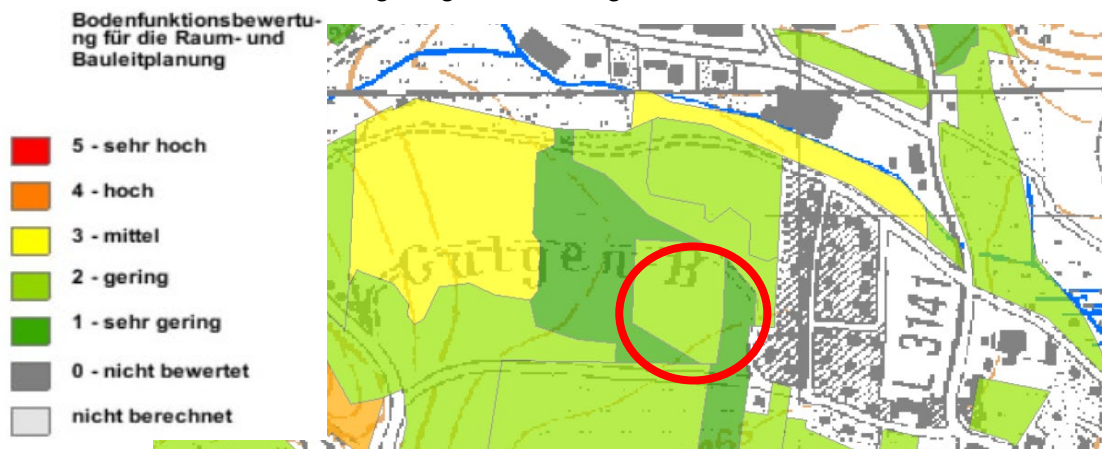 Bodenfunktionsbewertu-
ng für die Raum- und
Bauleitplanung
5 - sehr hoch
4 - hoch
3 - mittel
2 - gering
1 - sehr gering
0 - nicht bewertet
nicht berechnet
Galgen B
L 3141